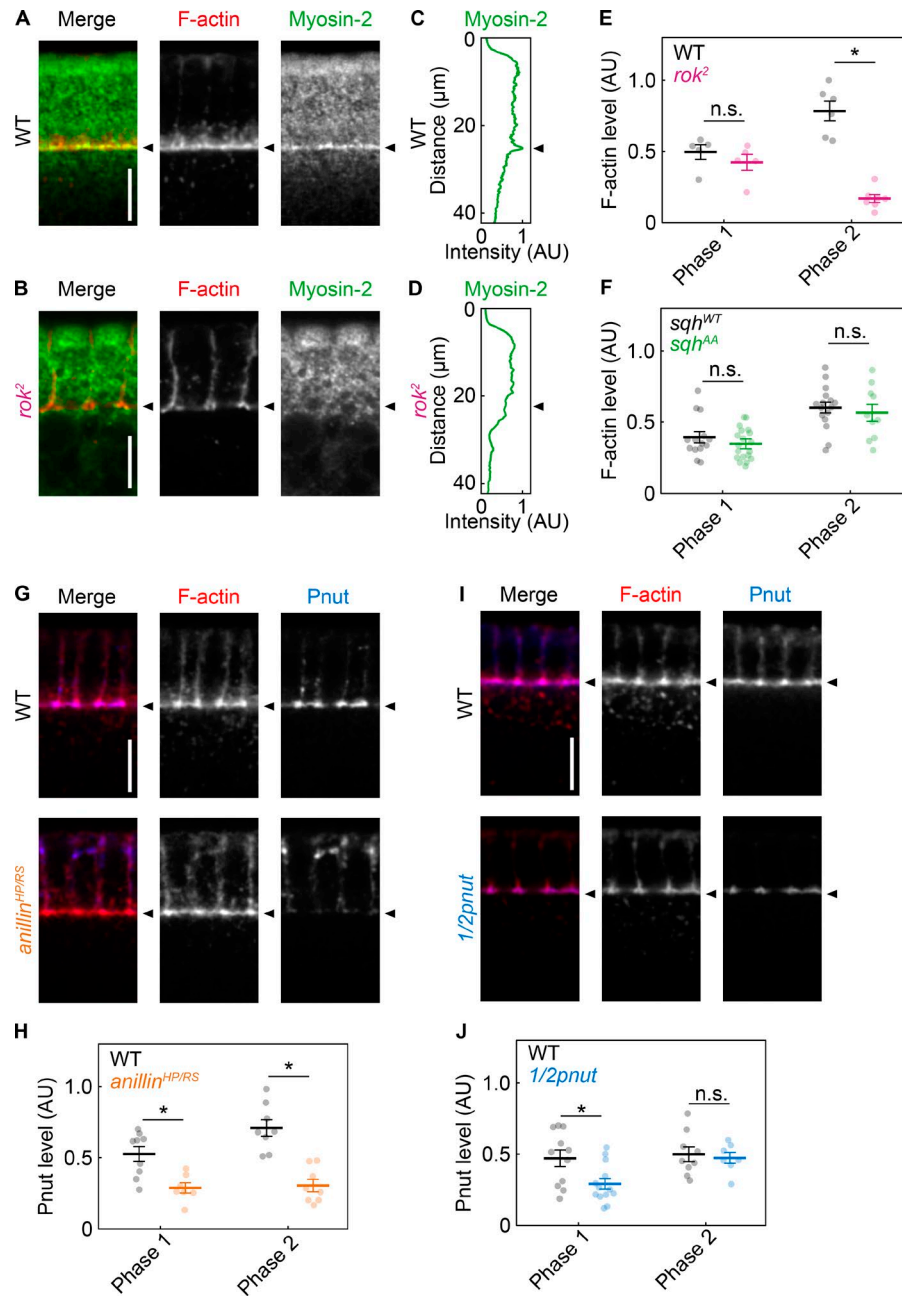 A
Merge
F-actin
Myosin-2
WT
C
Myosin-2
0
20
40
WT
Distance (µm)
0
1
Intensity (AU)
E
WT
rok²
n.s.
*
1.0
0.5
0
F-actin level (AU)
Phase 1
Phase 2
B
Merge
F-actin
Myosin-2
rok²
D
Myosin-2
0
20
40
rok²
Distance (µm)
0
1
Intensity (AU)
F
sqhWT
sqhAA
n.s.
n.s.
1.0
0.5
0
F-actin level (AU)
Phase 1
Phase 2
G
Merge
F-actin
Pnut
WT
anillinHP/RS
I
Merge
F-actin
Pnut
WT
1/2pnut
H
WT
anillinHP/RS
*
*
1.0
0.5
0
Pnut level (AU)
Phase 1
Phase 2
J
WT
1/2pnut
*
n.s.
1.0
0.5
0
Pnut level (AU)
Phase 1
Phase 2